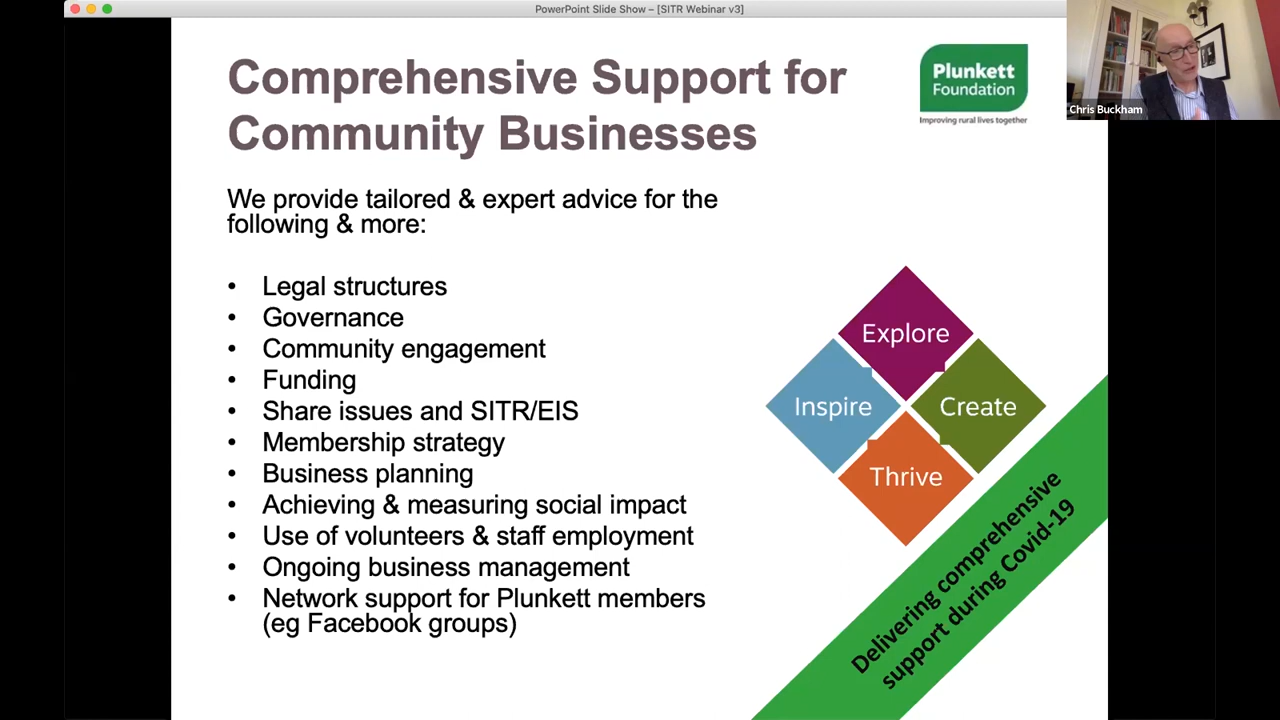 PowerPoint Slide Show – [SITR Webinar v3]
Comprehensive Support for
Community Businesses
Plunkett
Foundation
Improving rural lives together
Chris Buckham
We provide tailored & expert advice for the
following & more:
• Legal structures
• Governance
• Community engagement
• Funding
• Share issues and SITR/EIS
• Membership strategy
• Business planning
• Achieving & measuring social impact
• Use of volunteers & staff employment
• Ongoing business management
• Network support for Plunkett members
(eg Facebook groups)
Explore
Inspire
Create
Thrive
Delivering comprehensive
support during Covid-19